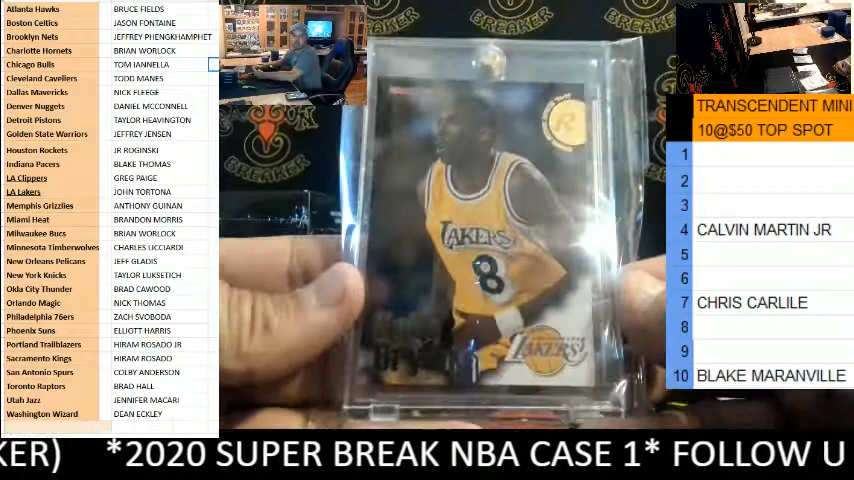 Atlanta Hawks BRUCE FIELDS
Boston Celtics JASON FONTAINE
Brooklyn Nets JEFFREY PHENGKHAMPHET
Charlotte Hornets BRIAN WORLOCK
Chicago Bulls TOM IANNELLA
Cleveland Cavaliers TODD MANES
Dallas Mavericks NICK FLEEGE
Denver Nuggets DANIEL MCCONNELL
Detroit Pistons TAYLOR HEAVINGTON
Golden State Warriors JEFFREY JENSEN
Houston Rockets JR ROGINSKI
Indiana Pacers BLAKE THOMAS
LA Clippers GREG PAIGE
LA Lakers JOHN TORTONA
Memphis Grizzlies ANTHONY GUINAN
Miami Heat BRANDON MORRIS
Milwaukee Bucs BRIAN WORLOCK
Minnesota Timberwolves CHARLES LICCIARDI
New Orleans Pelicans JEFF GLADIS
New York Knicks TAYLOR LUKSETICH
Okla City Thunder BRAD CAWOOD
Orlando Magic NICK THOMAS
Philadelphia 76ers ZACH SVOBODA
Phoenix Suns ELLIOTT HARRIS
Portland Trailblazers HIRAM ROSADO JR
Sacramento Kings HIRAM ROSADO
San Antonio Spurs COLBY ANDERSON
Toronto Raptors BRAD HALL
Utah Jazz JENNIFER MACARI
Washington Wizard DEAN ECKLEY
BREAKER
BREAKER
BREAKER
R
LAKERS
8
Bryant
LAKERS
TRANSCENDENT MINI
10@$50 TOP SPOT
1
2
3
4 CALVIN MARTIN JR
5
6
7 CHRIS CARLILE
8
9
10 BLAKE MARANVILLE
KER) *2020 SUPER BREAK NBA CASE 1* FOLLOW U